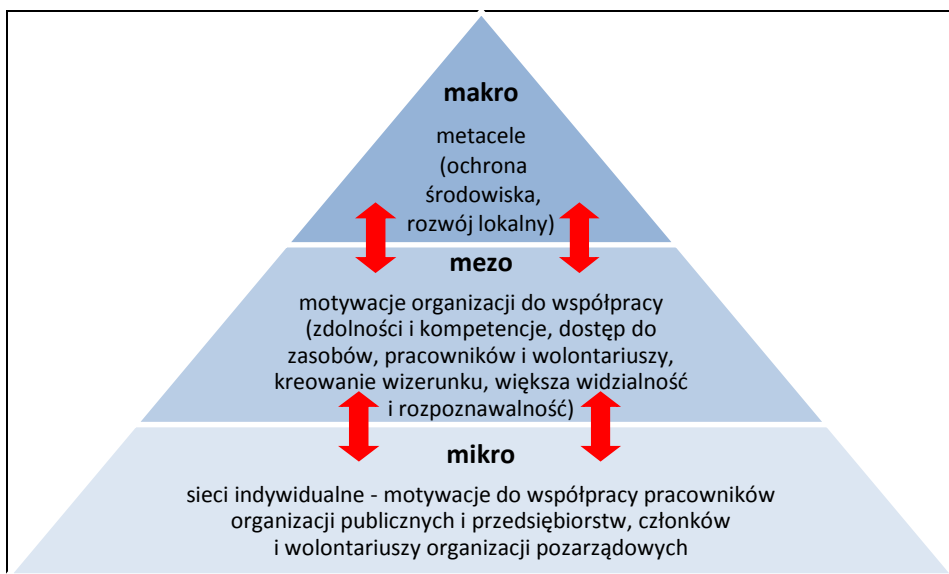 makro
metacele
(ochrona
środowiska,
rozwój lokalny)
mezo
motywacje organizacji do współpracy
(zdolności i kompetencje, dostęp do
zasobów, pracowników i wolontariuszy,
kreowanie wizerunku, większa widzialność
i rozpoznawalność)
mikro
sieci indywidualne - motywacje do współpracy pracowników
organizacji publicznych i przedsiębiorstw, członków
i wolontariuszy organizacji pozarządowych